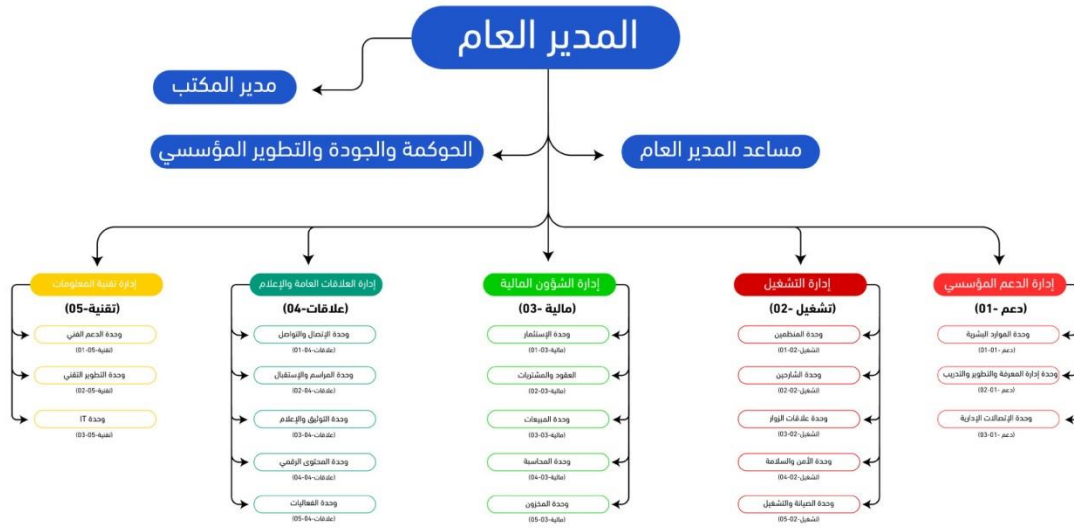 المدير العام
مدير المكتب
مساعد المدير العام
الحوكمة والجودة والتطوير المؤسسي
إدارة الدعم المؤسسي
(دعم -01)
وحدة الموارد البشرية
(دعم -01-01)
وحدة إدارة المعرفة والتطوير والتدريب
(دعم -01-02)
وحدة الإتصالات الإدارية
(دعم -01-03)
إدارة التشغيل
(تشغيل -02)
وحدة المنظمين
(تشغيل -02-01)
وحدة الشارحين
(تشغيل -02-02)
وحدة علاقات الزوار
(تشغيل -02-03)
وحدة الأمن والسلامة
(تشغيل -02-04)
وحدة الصيانة والتشغيل
(تشغيل -02-05)
إدارة الشؤون المالية
(مالية -03)
وحدة الإستثمار
(مالية-03-01)
العقود والمشتريات
(مالية-03-02)
وحدة المبيعات
(مالية-03-03)
وحدة المحاسبة
(مالية-03-04)
وحدة المخزون
(مالية-03-05)
إدارة العلاقات العامة والإعلام
(علاقات-04)
وحدة الإتصال والتواصل
(علاقات-04-01)
وحدة المراسم والإستقبال
(علاقات-04-02)
وحدة التوثيق والإعلام
(علاقات-04-03)
وحدة المحتوى الرقمي
(علاقات-04-04)
وحدة الفعاليات
(علاقات-04-05)
إدارة تقنية المعلومات
(تقنية-05)
وحدة الدعم الفني
(تقنية-05-01)
وحدة التطوير التقني
(تقنية-05-02)
وحدة IT
(تقنية-05-03)